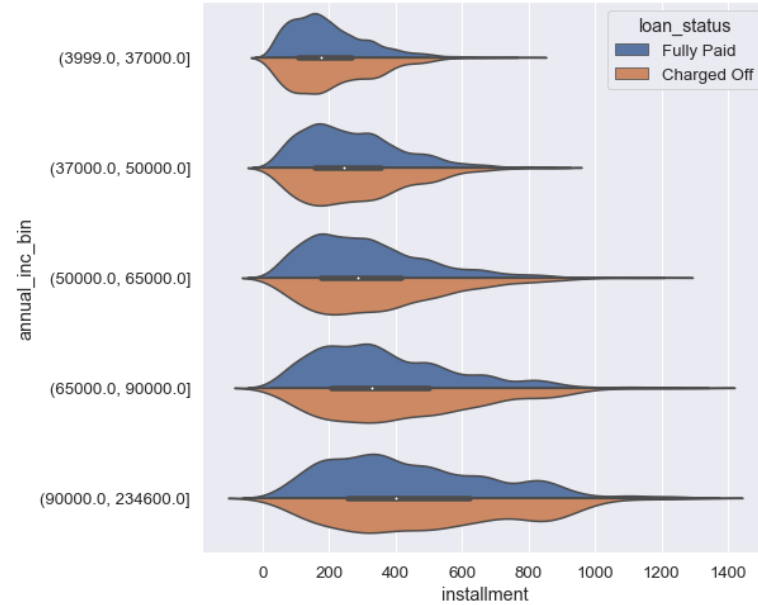 loan_status
Fully Paid
Charged Off
annual_inc_bin
(3999.0, 37000.0]
(37000.0, 50000.0]
(50000.0, 65000.0]
(65000.0, 90000.0]
(90000.0, 234600.0]
0 200 400 600 800 1000 1200 1400
installment